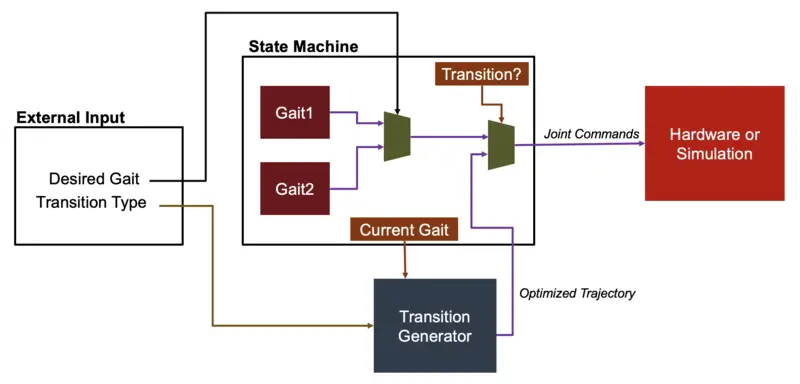 State Machine
Transition?
External Input
Gait1
Joint Commands
Hardware or
Simulation
Desired Gait
Gait2
Transition Type
Current Gait
Optimized Trajectory
Transition
Generator